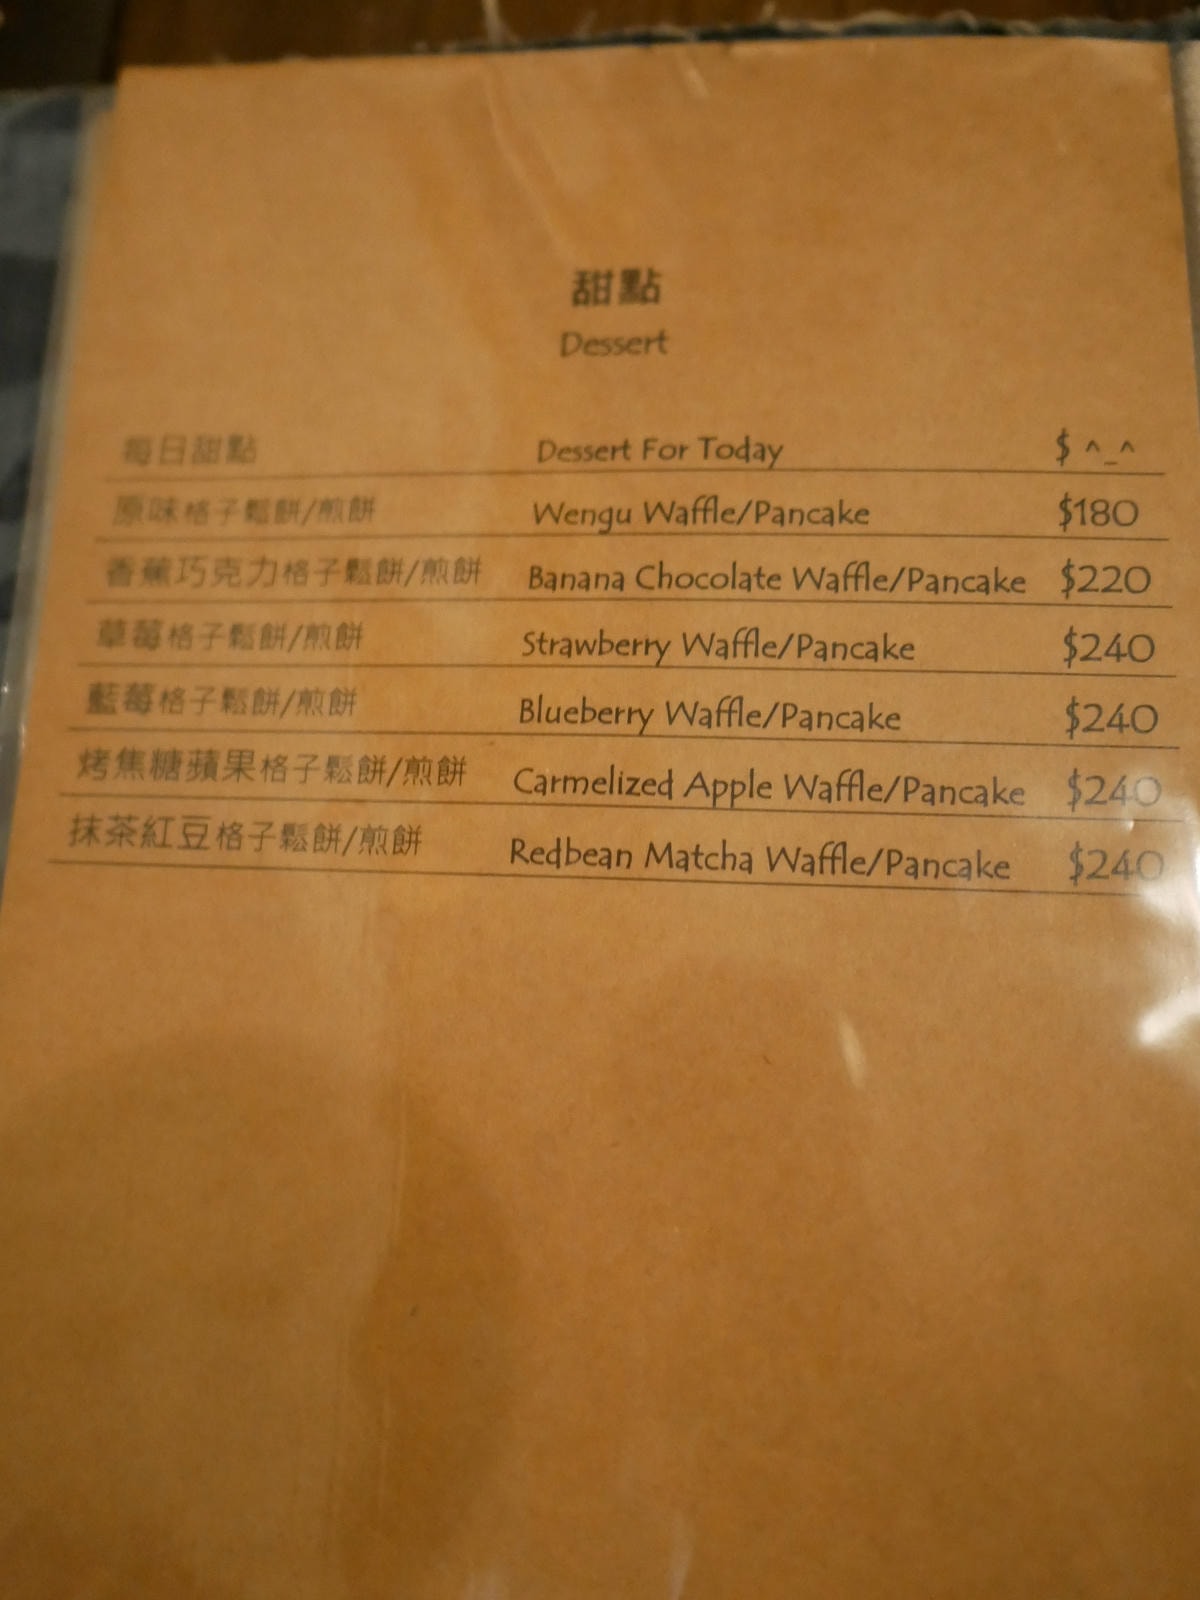 甜點
Dessert
每日甜點 Dessert For Today $ ^_^
原味格子鬆餅/煎餅 Wengu Waffle/Pancake $180
香蕉巧克力格子鬆餅/煎餅 Banana Chocolate Waffle/Pancake $220
草莓格子鬆餅/煎餅 Strawberry Waffle/Pancake $240
藍莓格子鬆餅/煎餅 Blueberry Waffle/Pancake $240
烤焦糖蘋果格子鬆餅/煎餅 Carmelized Apple Waffle/Pancake $240
抹茶紅豆格子鬆餅/煎餅 Redbean Matcha Waffle/Pancake $240